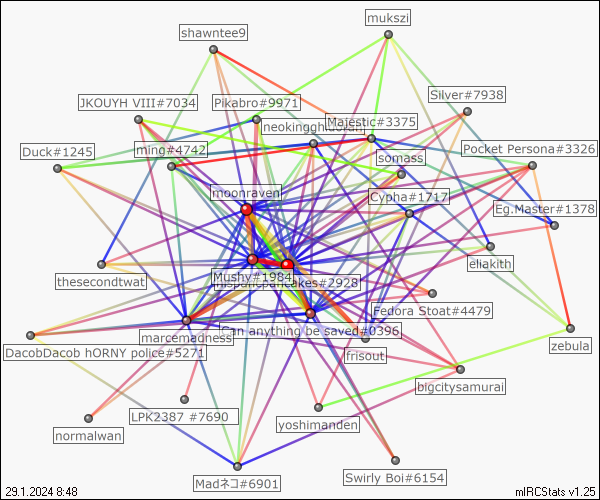 mukszi
shawntee9
Silver#7938
JKOUYH VIII#7034
Pikabro#9971
Majestic#3375
Duck#1245
ming#4742
Pocket Persona#3326
somass
moonraven
Cypha#1717
Eg.Master#1378
eliakith
thesecondtwat
Mushy#1984
Fedora Stoat#4479
Can anything be saved#0396
marcemadness
zebula
DacobDacob hORNY police#5271
frisout
bigcitysamurai
LPK2387 #7690
yoshimanden
normalwan
Swirly Boi#6154
Madネコ#6901
29.1.2024 8:48
mIRCStats v1.25